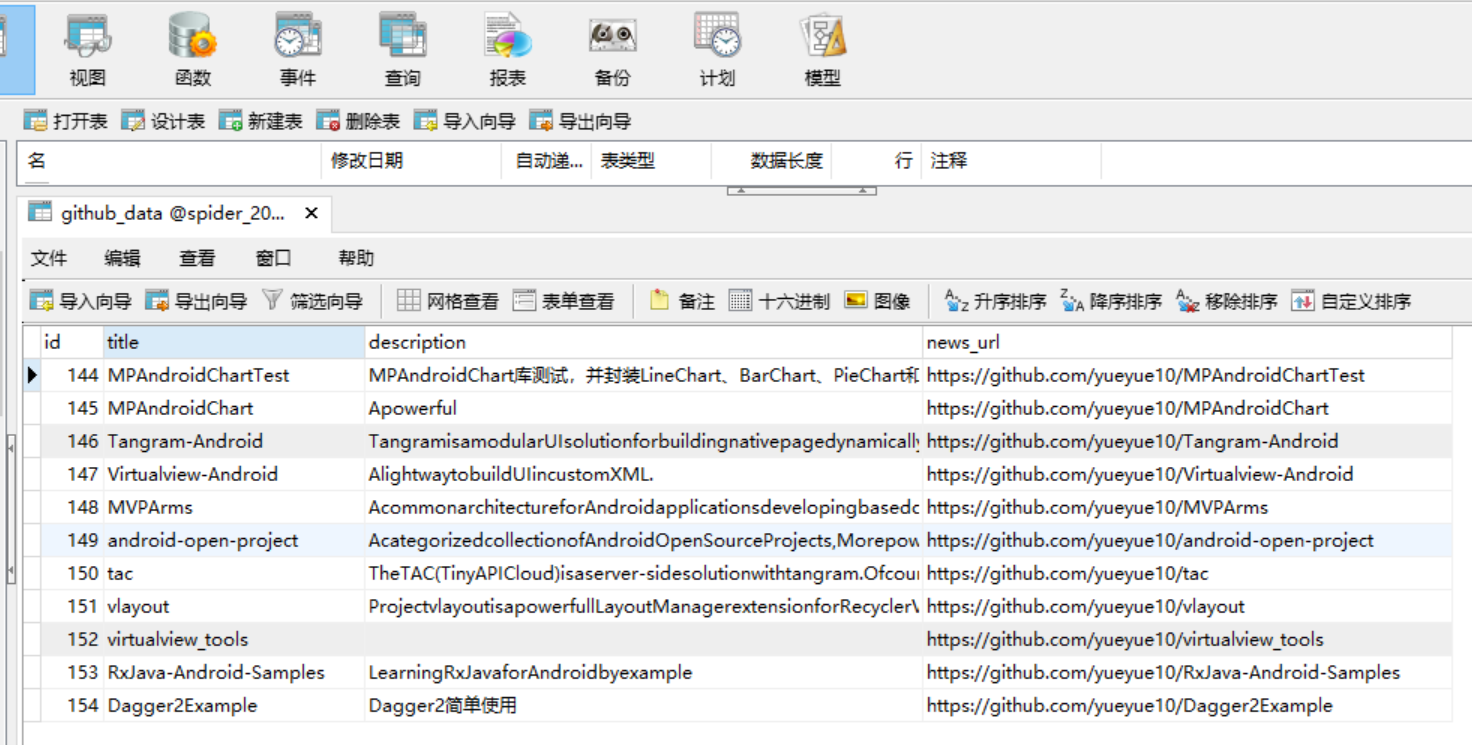 视图 函数 事件 查询 报表 备份 计划 模型
打开表 设计表 新建表 删除表 导入向导 导出向导
名 修改日期 自动递... 表类型 数据长度 行 注释
github_data @spider_20...
文件 编辑 查看 窗口 帮助
导入向导 导出向导 筛选向导 网格查看 表单查看 备注 十六进制 图像 升序排序 降序排序 移除排序 自定义排序
id title description news_url
144 MPAndroidChartTest MPAndroidChart库测试，并封装LineChart、BarChart、PieChart和 https://github.com/yueyue10/MPAndroidChartTest
145 MPAndroidChart Apowerful https://github.com/yueyue10/MPAndroidChart
146 Tangram-Android TangramisamodularUIsolutionforbuildingnativepagedynamically https://github.com/yueyue10/Tangram-Android
147 Virtualview-Android AlightwaytobuildUIincustomXML. https://github.com/yueyue10/Virtualview-Android
148 MVPArms AcommonarchitectureforAndroidapplicationsdevelopingbasedo https://github.com/yueyue10/MVPArms
149 android-open-project AcategorizedcollectionofAndroidOpenSourceProjects,Morepow https://github.com/yueyue10/android-open-project
150 tac TheTAC(TinyAPICloud)isaserver-sidesolutionwithtangram.Ofcour https://github.com/yueyue10/tac
151 vlayout ProjectvlayoutisapowerfullLayoutManagerextensionforRecyclerV https://github.com/yueyue10/vlayout
152 virtualview_tools https://github.com/yueyue10/virtualview_tools
153 RxJava-Android-Samples LearningRxJavaforAndroidbyexample https://github.com/yueyue10/RxJava-Android-Samples
154 Dagger2Example Dagger2简单使用 https://github.com/yueyue10/Dagger2Example